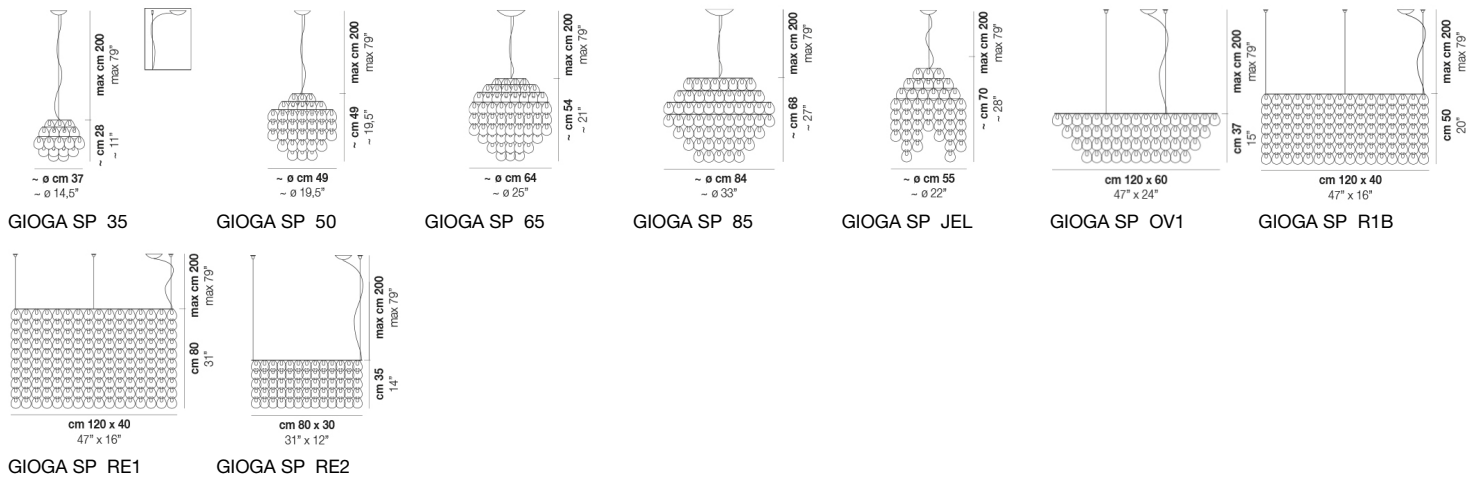 max cm 200
max 79"
~ cm 28
~ 11"
~ ø cm 37
~ ø 14,5"
GIOGA SP 35
max cm 200
max 79"
~ cm 49
~ 19,5"
~ ø cm 49
~ ø 19,5"
GIOGA SP 50
max cm 200
max 79"
~ cm 54
~ 21"
~ ø cm 64
~ ø 25"
GIOGA SP 65
max cm 200
max 79"
~ cm 68
~ 27"
~ ø cm 84
~ ø 33"
GIOGA SP 85
max cm 200
max 79"
~ cm 70
~ 28"
~ ø cm 55
~ ø 22"
GIOGA SP JEL
max cm 200
max 79"
cm 37
15"
cm 120 x 60
47" x 24"
GIOGA SP OV1
max cm 200
max 79"
cm 50
20"
cm 120 x 40
47" x 16"
GIOGA SP R1B
max cm 200
max 79"
cm 80
31"
cm 120 x 40
47" x 16"
GIOGA SP RE1
max cm 200
max 79"
cm 35
14"
cm 80 x 30
31" x 12"
GIOGA SP RE2